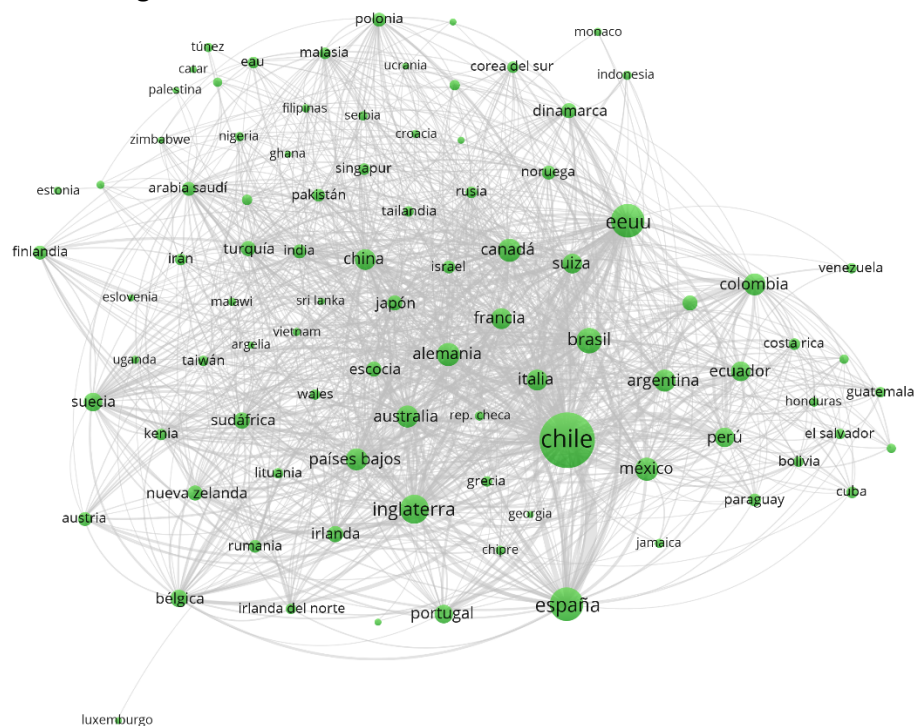 polonia
monaco
túnez
malasia
eau
ucrania
corea del sur
catar
indonesia
palestina
filipinas
serbia
dinamarca
zimbabwe
nigeria
croacia
ghana
singapur
noruega
estonia
arabia saudí
pakistán
rusia
tailandia
eeuu
finlandia
irán
turquía
india
china
israel
canadá
suiza
venezuela
colombia
eslovenia
malawi
sri lanka
japón
francia
vietnam
argelia
brasil
costa rica
uganda
taiwán
escocia
alemania
italia
argentina
ecuador
suecia
wales
guatemala
honduras
kenia
sudáfrica
australia
rep. checa
chile
perú
el salvador
lituania
países bajos
méxico
bolivia
nueva zelanda
grecia
paraguay
cuba
austria
inglaterra
georgia
rumania
irlanda
chipre
jamaica
bélgica
irlanda del norte
portugal
españa
luxemburgo